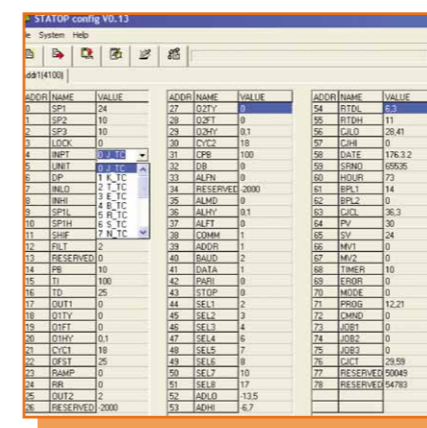 STATOP config V0.13
e System Help
ddr1(4100)
ADDR NAME VALUE
0 SP1 24
1 SP2 10
2 SP3 10
3 LOCK 0
4 INPT 0 J_TC
5 UNIT 0 J_TC
6 DP 1 K_TC
7 INLO 2 T_TC
8 INHI 3 E_TC
9 SP1L 4 B_TC
10 SP1H 5 R_TC
11 SHIF 6 S_TC
7 N_TC
12 FILT 2
13 RESERVED 0
14 PB 10
15 TI 100
16 TD 25
17 OUT1 0
18 O1TY 0
19 O1FT 0
20 O1HY 0,1
21 CYC1 18
22 OFST 25
23 RAMP 0
24 RR 0
25 OUT2 2
26 RESERVED -2000
ADDR NAME VALUE
27 O2TY 0
28 O2FT 0
29 O2HY 0,1
30 CYC2 18
31 CPB 100
32 DB 0
33 ALFN 0
34 RESERVED -2000
35 ALMD 0
36 ALHY 0,1
37 ALFT 0
38 COMM 1
39 ADDR 1
40 BAUD 2
41 DATA 1
42 PARI 0
43 STOP 0
44 SEL1 2
45 SEL2 3
46 SEL3 4
47 SEL4 6
48 SEL5 7
49 SEL6 8
50 SEL7 10
51 SEL8 17
52 ADLO -13,5
53 ADHI -6,7
ADDR NAME VALUE
54 RTDL 6,3
55 RTDH 11
56 CJLO 28,41
57 CJHI 0
58 DATE 176.3.2
59 SRNO 65535
60 HOUR 73
61 BPL1 14
62 BPL2 0
63 CJCL 36,3
64 PV 30
65 SV 24
66 MV1 0
67 MV2 0
68 TIMER 10
69 EROR 0
70 MODE 0
71 PROG 12,21
72 CMND 0
73 JOB1 0
74 JOB2 0
75 JOB3 0
76 CJCT 29,59
77 RESERVED 50049
78 RESERVED 54783